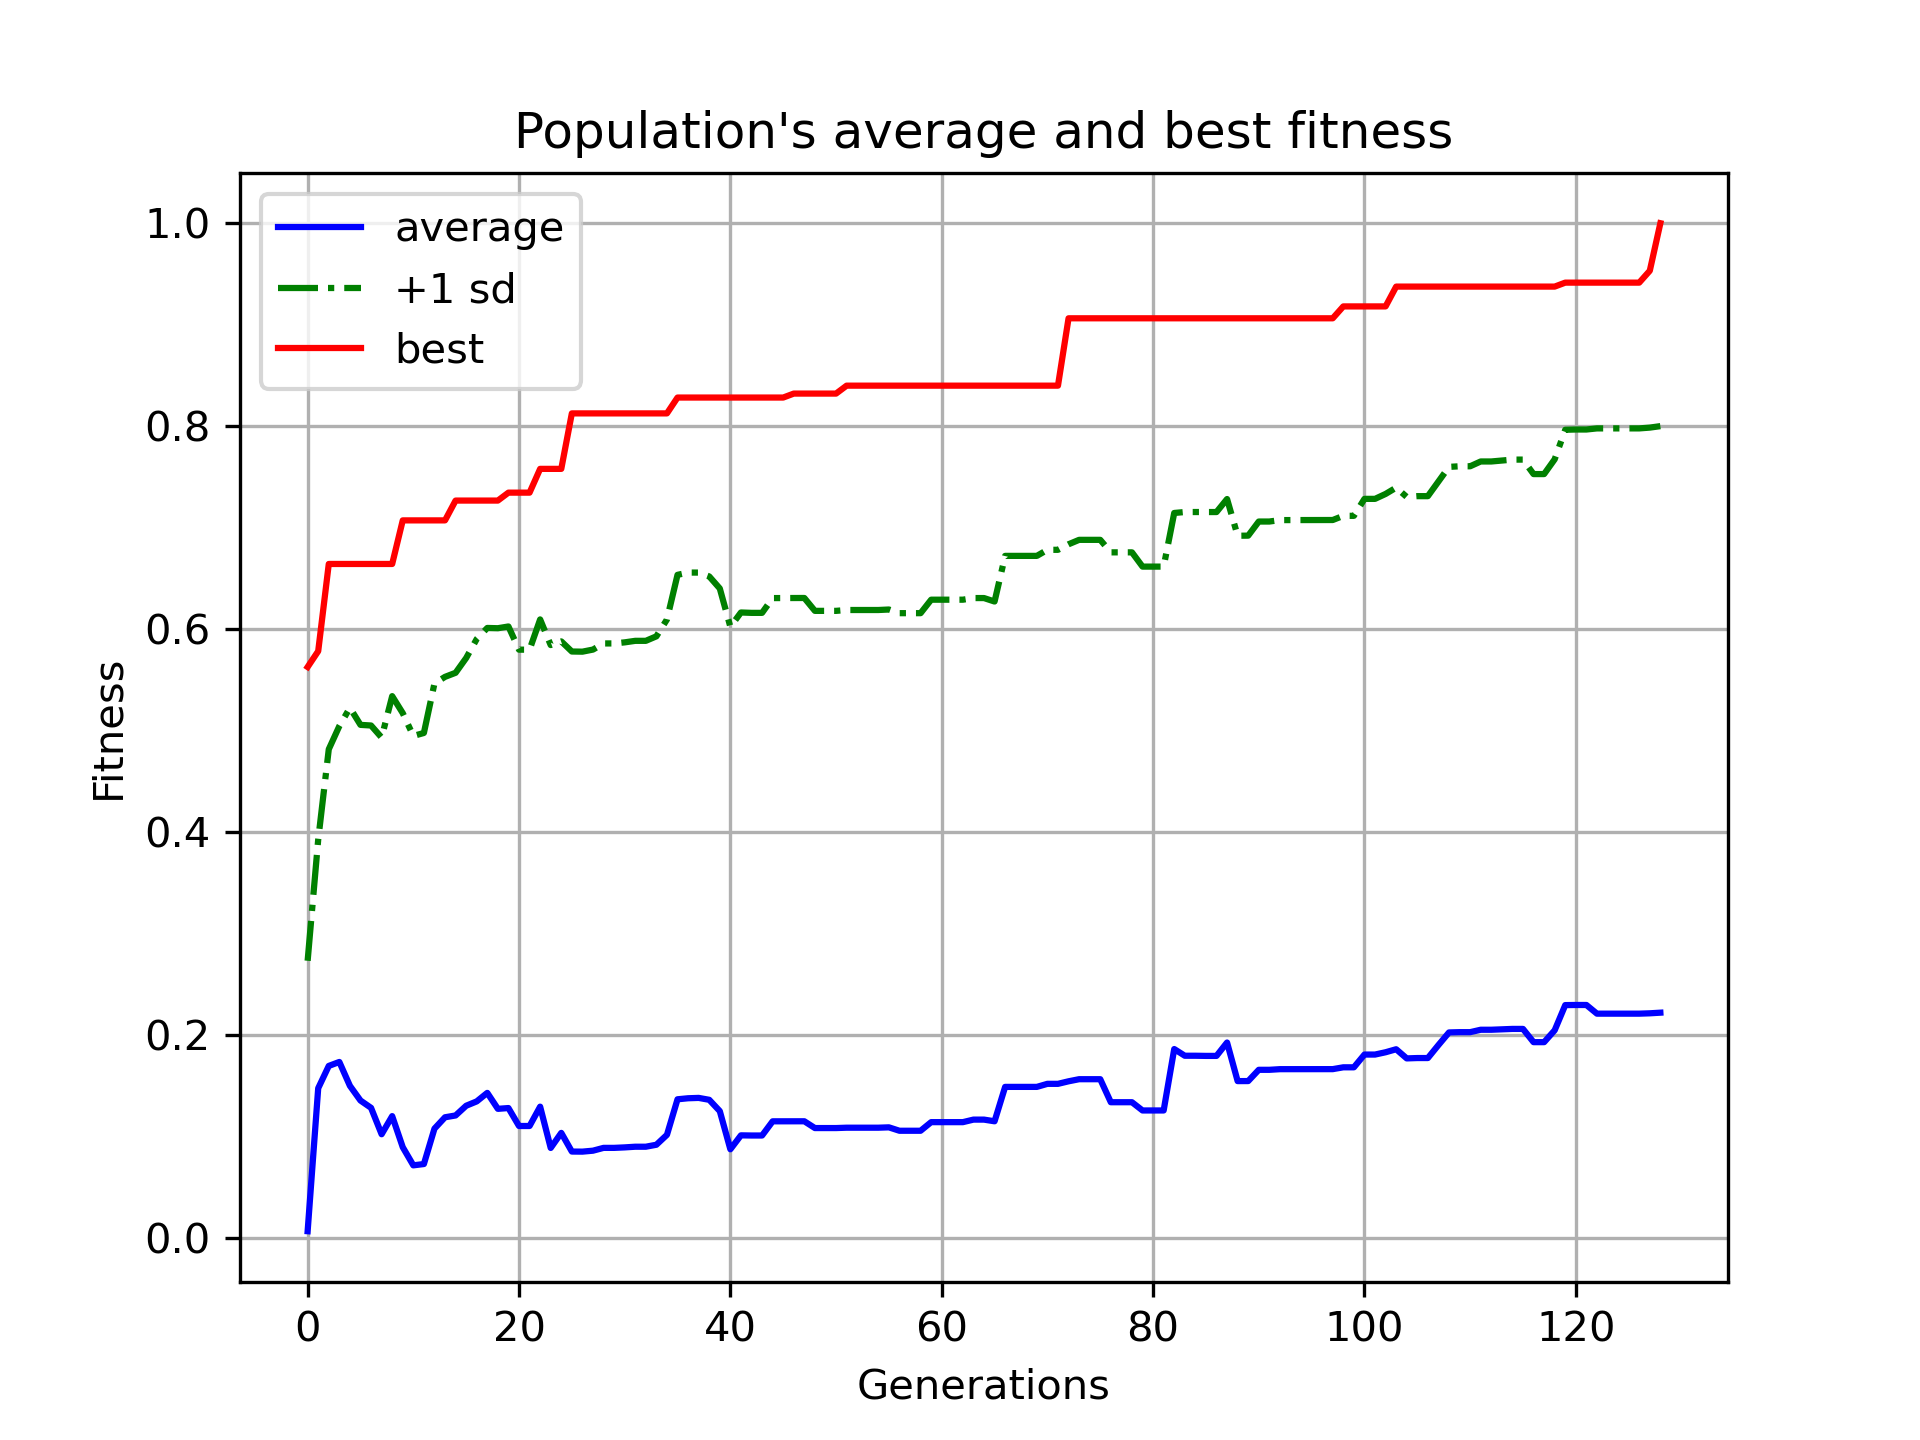 Population's average and best fitness
average
+1 sd
best
1.0
0.8
0.6
0.4
0.2
0.0
Fitness
0 20 40 60 80 100 120
Generations